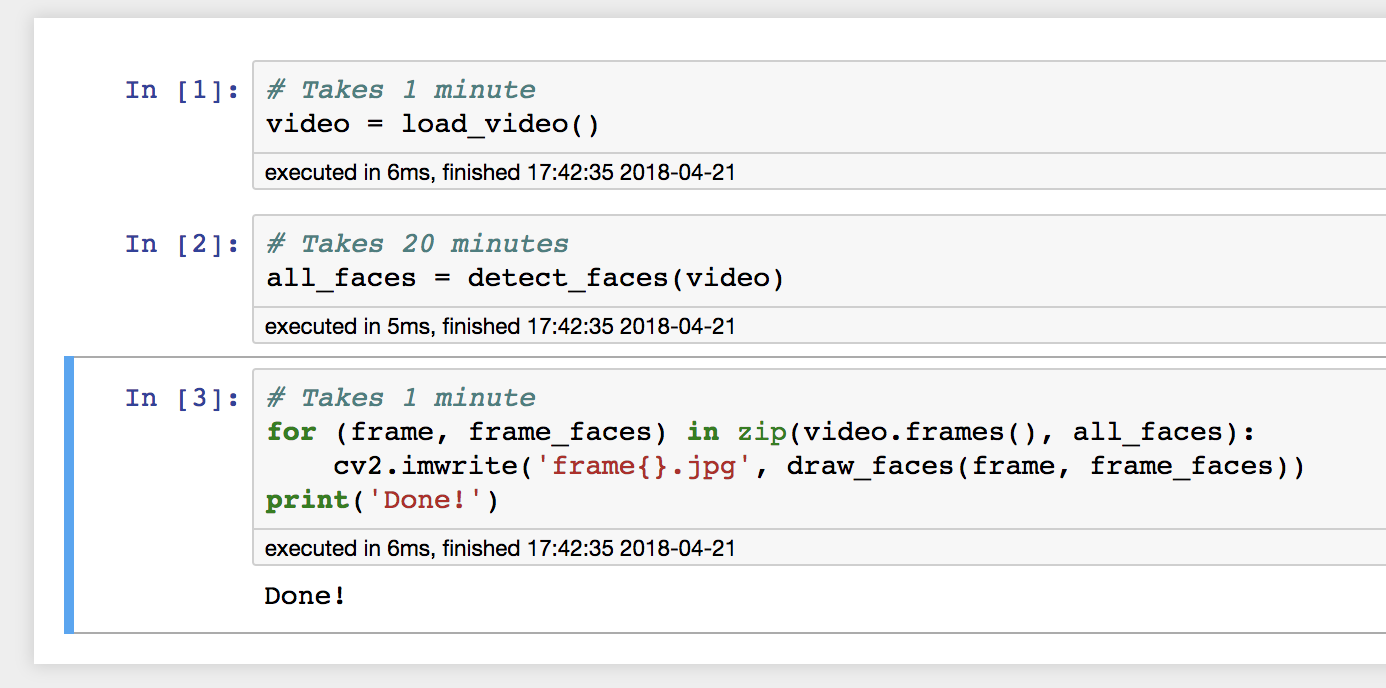 In [1]: # Takes 1 minute
video = load_video()
executed in 6ms, finished 17:42:35 2018-04-21
In [2]: # Takes 20 minutes
all_faces = detect_faces(video)
executed in 5ms, finished 17:42:35 2018-04-21
In [3]: # Takes 1 minute
for (frame, frame_faces) in zip(video.frames(), all_faces):
    cv2.imwrite('frame{}.jpg', draw_faces(frame, frame_faces))
print('Done!')
executed in 6ms, finished 17:42:35 2018-04-21
Done!